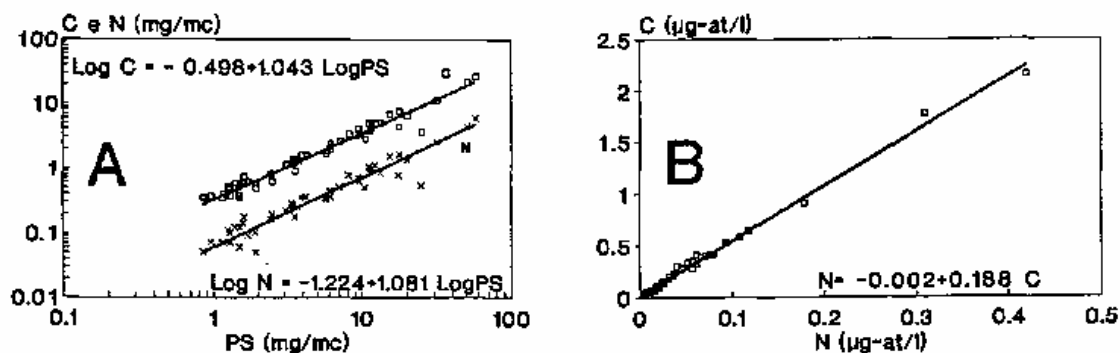 C e N (mg/mc)
100
Log C = - 0.498+1.043 LogPS
10
A
1
N
0.1
Log N = -1.224+1.081 LogPS
0.01
0.1 1 10 100
PS (mg/mc)
C (µg-at/l)
2.5
2
1.5
B
1
0.5
N= -0.002+0.188 C
0
0 0.1 0.2 0.3 0.4 0.5
N (µg-at/l)